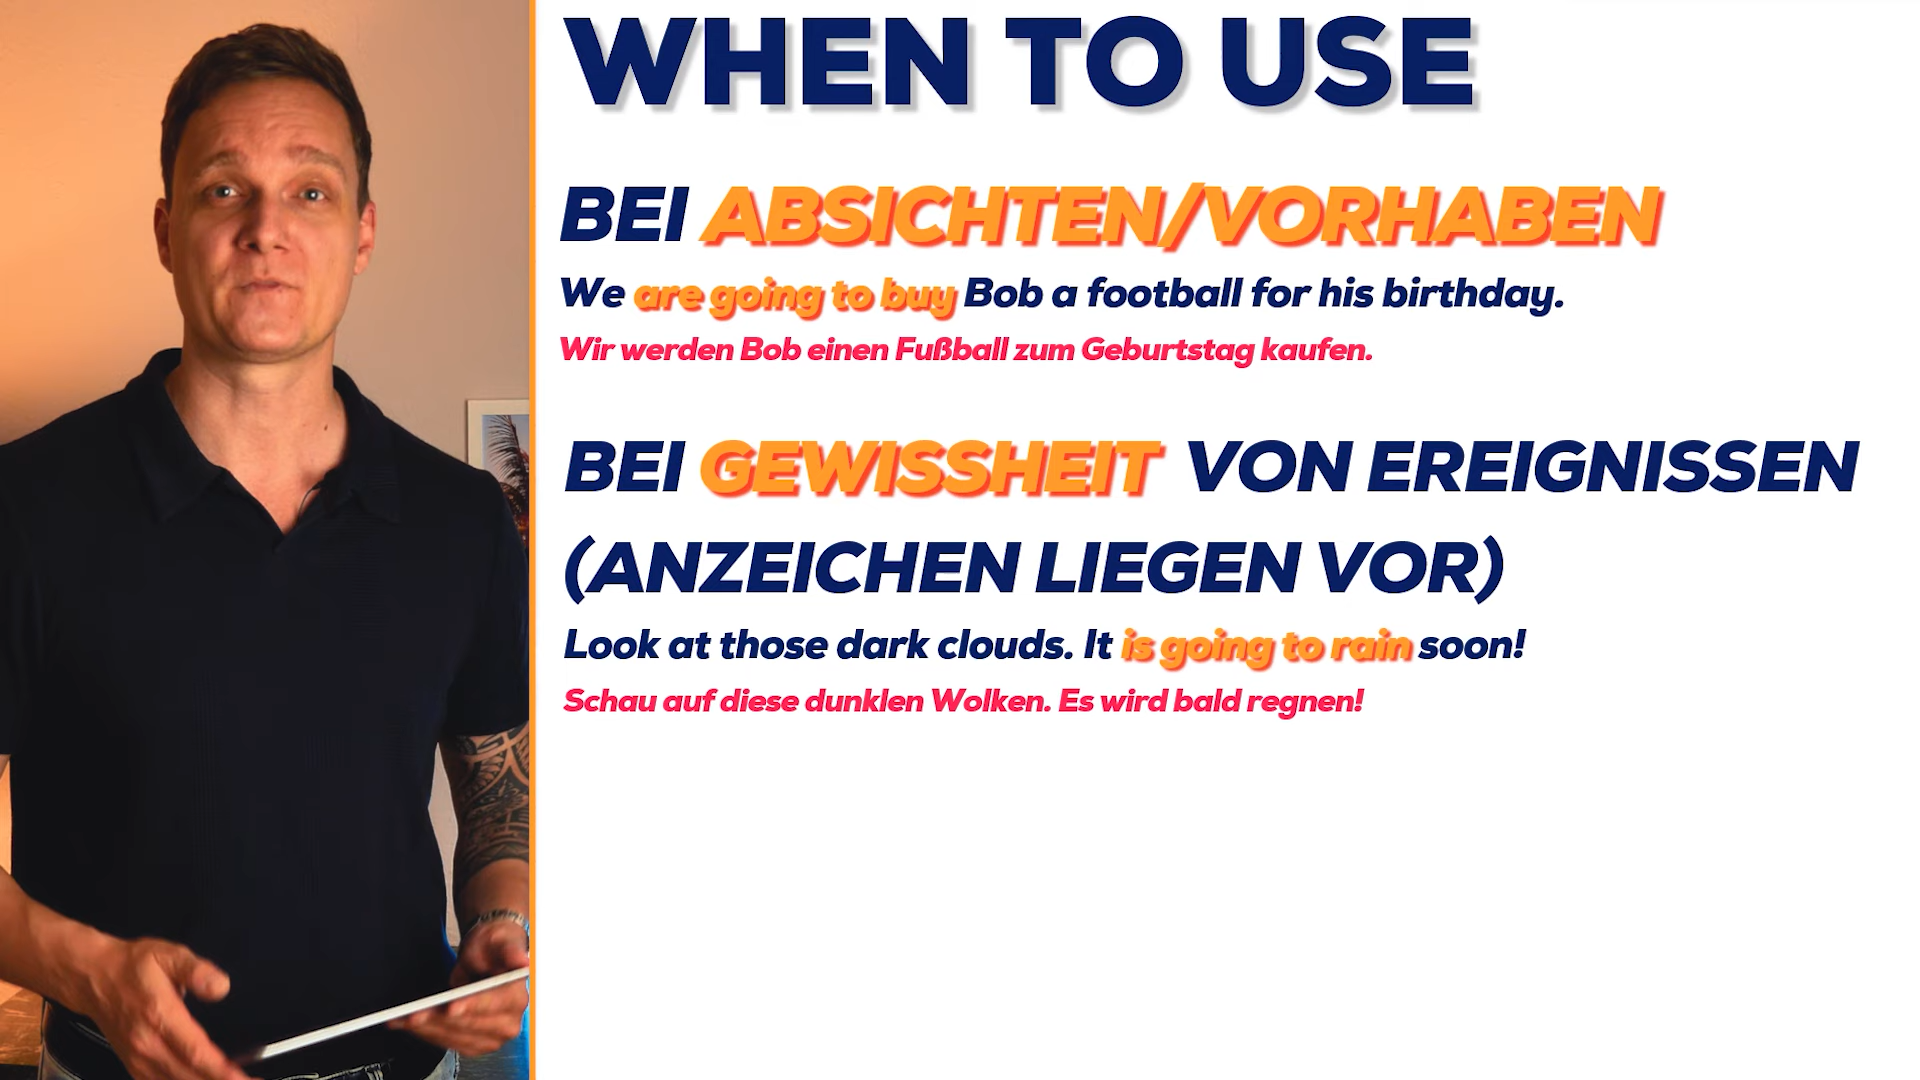 WHEN TO USE
BEI ABSICHTEN/VORHABEN
We are going to buy Bob a football for his birthday.
Wir werden Bob einen Fußball zum Geburtstag kaufen.
BEI GEWISSHEIT VON EREIGNISSEN
(ANZEICHEN LIEGEN VOR)
Look at those dark clouds. It is going to rain soon!
Schau auf diese dunklen Wolken. Es wird bald regnen!